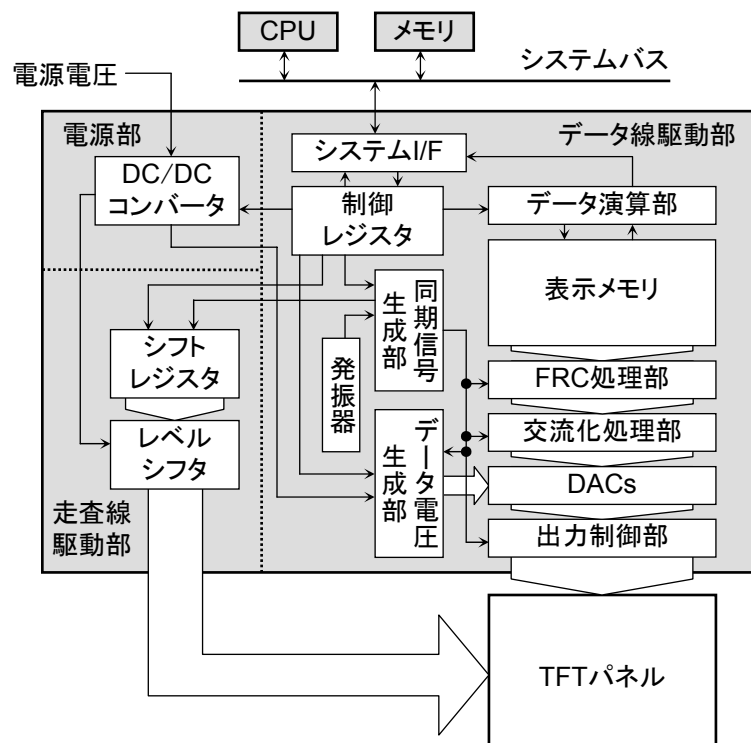 CPU
メモリ
システムバス
電源電圧
電源部
データ線駆動部
システムI/F
DC/DC
コンバータ
制御
レジスタ
データ演算部
表示メモリ
同期信号
生成部
シフト
レジスタ
発振器
FRC処理部
レベル
シフタ
データ電圧
生成部
交流化処理部
DACs
走査線
駆動部
出力制御部
TFTパネル